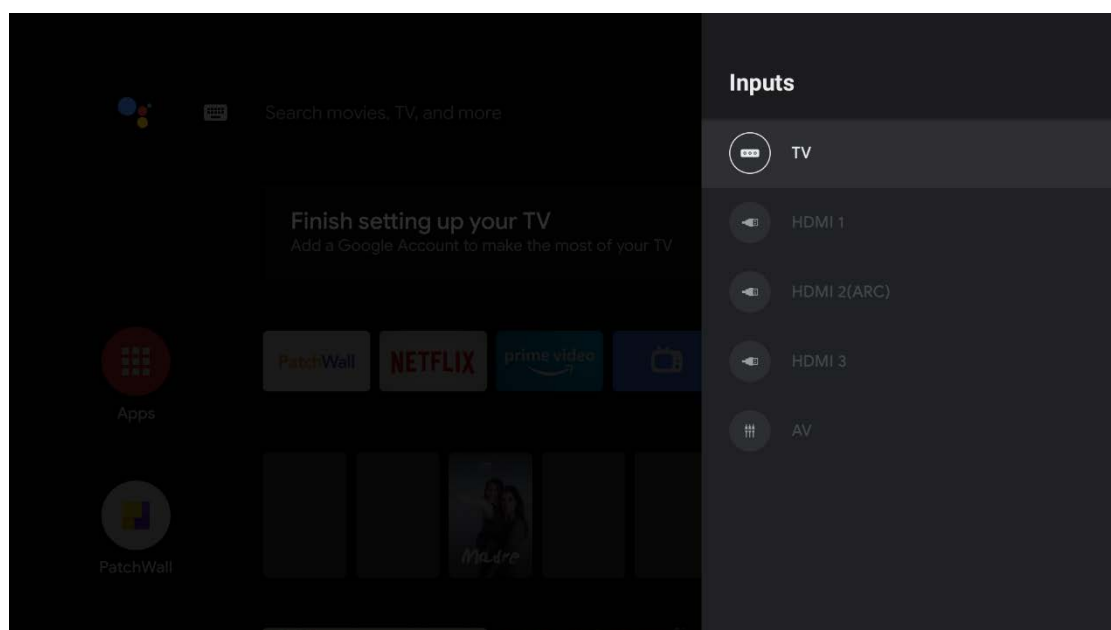 Search movies, TV, and more
Finish setting up your TV
Add a Google Account to make the most of your TV
PatchWall
NETFLIX
prime video
Apps
Madre
PatchWall
Inputs
TV
HDMI 1
HDMI 2(ARC)
HDMI 3
AV